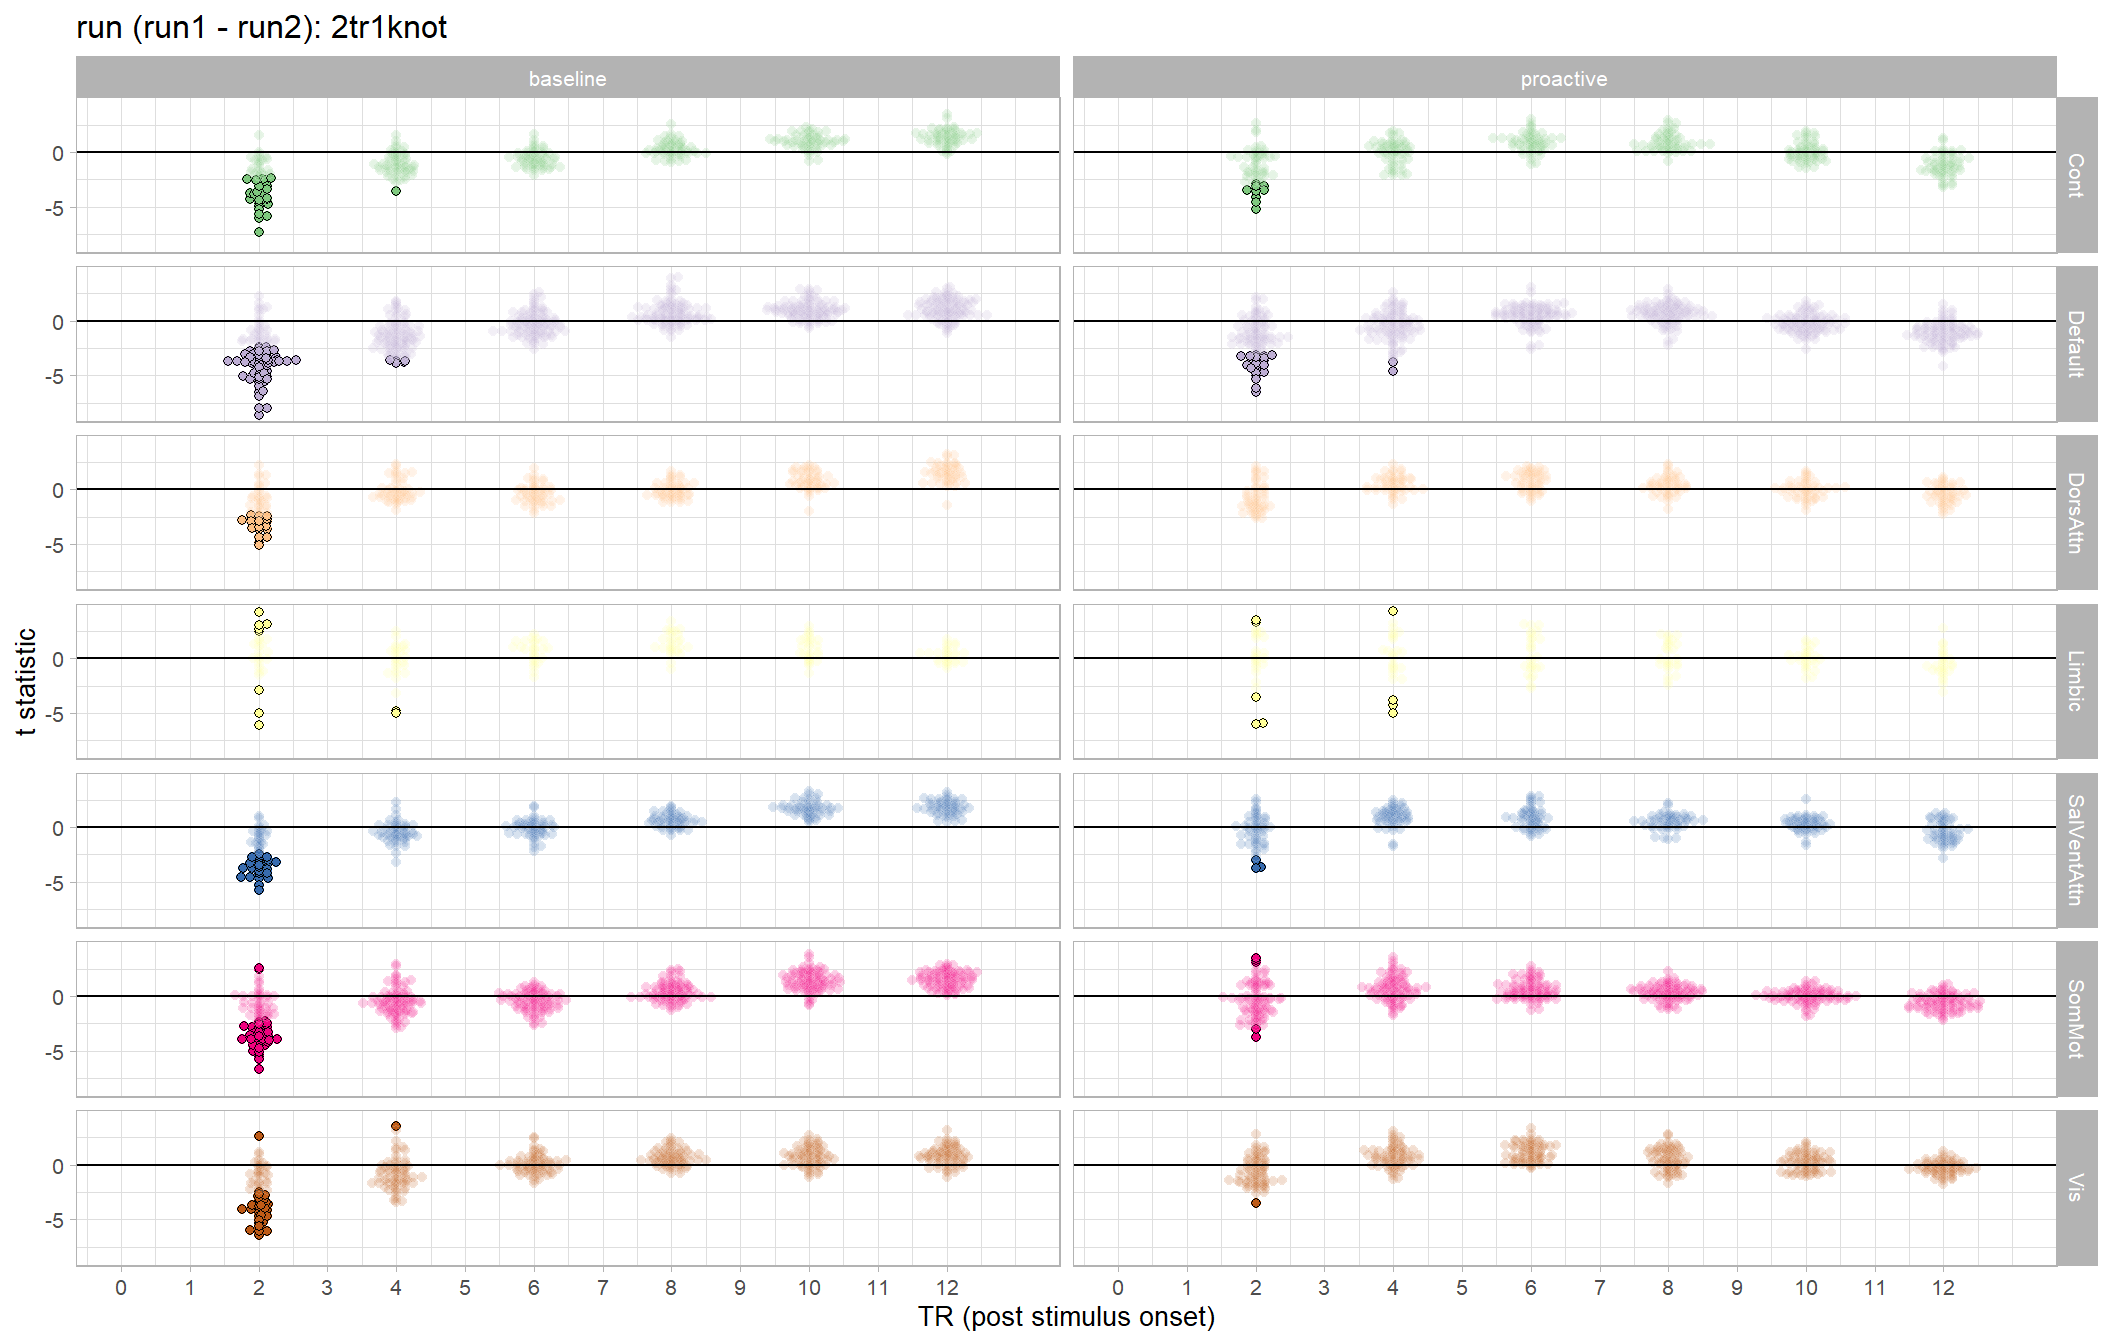 run (run1 - run2): 2tr1knot
baseline
proactive
0
-5
Cont
0
-5
Default
0
-5
DorsAttn
0
-5
Limbic
0
-5
SalVentAttn
0
-5
SomMot
0
-5
Vis
t statistic
0 1 2 3 4 5 6 7 8 9 10 11 12
0 1 2 3 4 5 6 7 8 9 10 11 12
TR (post stimulus onset)